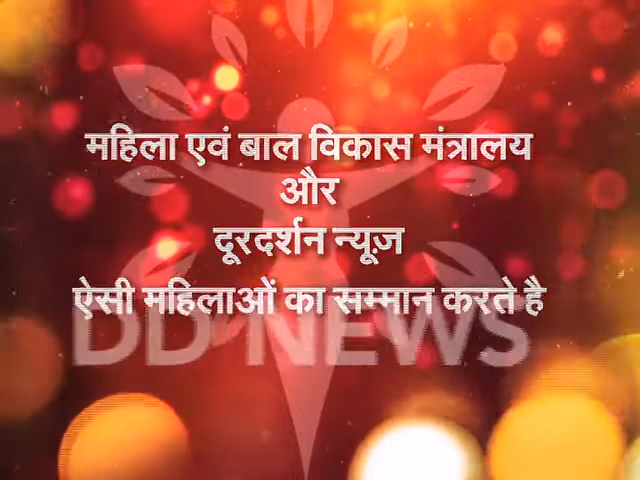 महिला एवं बाल विकास मंत्रालय
और
दूरदर्शन न्यूज़
ऐसी महिलाओं का सम्मान करते है
DD NEWS